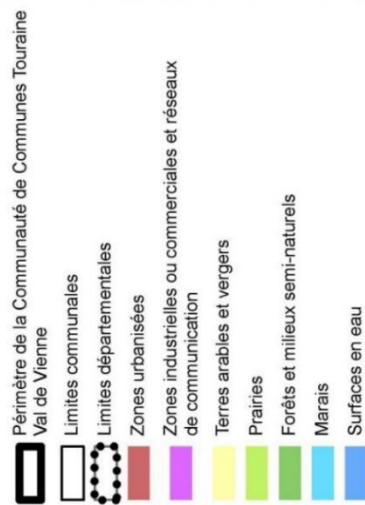 Périmètre de la Communauté de Communes Touraine
Val de Vienne
Limites communales
Limites départementales
Zones urbanisées
Zones industrielles ou commerciales et réseaux
de communication
Terres arables et vergers
Prairies
Forêts et milieux semi-naturels
Marais
Surfaces en eau